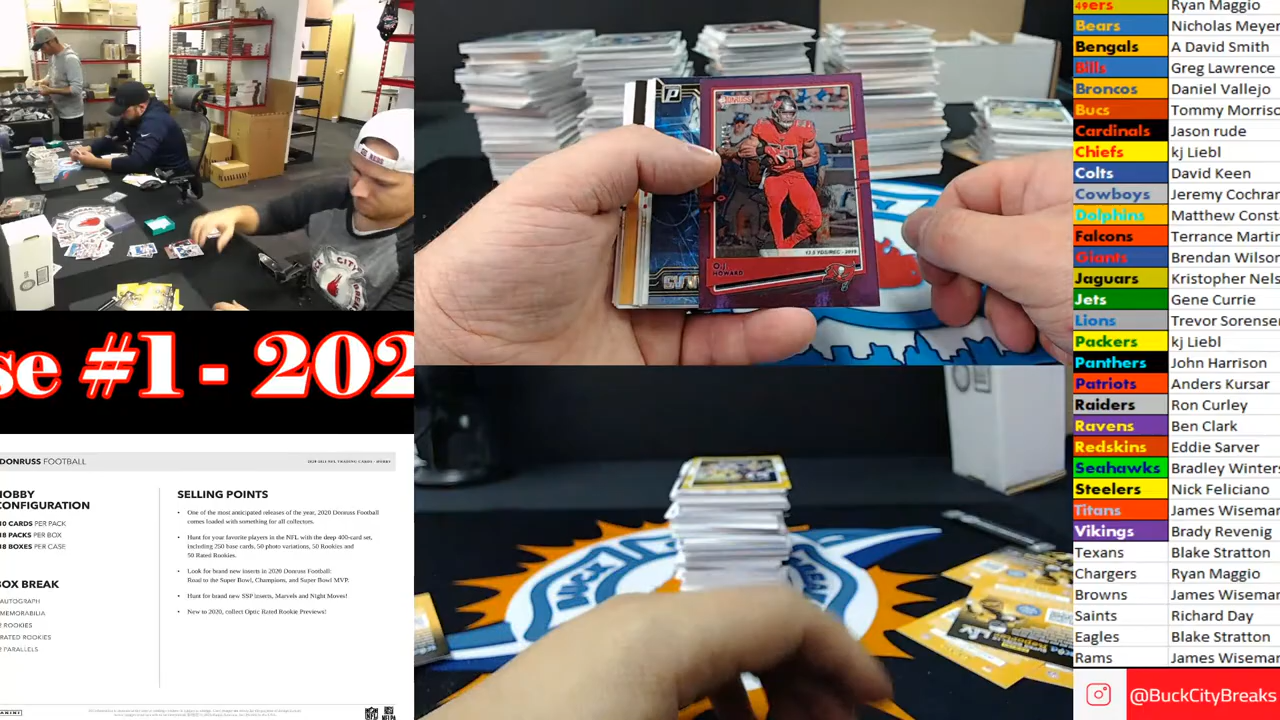 se #1 - 202
DONRUSS FOOTBALL
HOBBY
CONFIGURATION
10 CARDS PER PACK
18 PACKS PER BOX
18 BOXES PER CASE
BOX BREAK
AUTOGRAPH
MEMORABILIA
ROOKIES
RATED ROOKIES
PARALLELS
SELLING POINTS
• One of the most anticipated releases of the year, 2020 Donruss Football
comes loaded with something for all collectors.
• Hunt for your favorite players in the NFL with the deep 400-card set,
including 250 base cards, 50 photo variations, 50 Rookies and
50 Rated Rookies.
• Look for brand new inserts in 2020 Donruss Football:
Road to the Super Bowl, Champions, and Super Bowl MVP.
• Hunt for brand new SSP inserts, Marvels and Night Moves!
• New to 2020, collect Optic Rated Rookie Previews!
PANINI
DONRUSS
O.J.
HOWARD
49ers Ryan Maggio
Bears Nicholas Meyer
Bengals A David Smith
Bills Greg Lawrence
Broncos Daniel Vallejo
Bucs Tommy Morrisc
Cardinals Jason rude
Chiefs kj Liebl
Colts David Keen
Cowboys Jeremy Cochran
Dolphins Matthew Const
Falcons Terrance Martin
Giants Brendan Wilson
Jaguars Kristopher Nels
Jets Gene Currie
Lions Trevor Sorensen
Packers kj Liebl
Panthers John Harrison
Patriots Anders Kursar
Raiders Ron Curley
Ravens Ben Clark
Redskins Eddie Sarver
Seahawks Bradley Winters
Steelers Nick Feliciano
Titans James Wiseman
Vikings Brady Revenig
Texans Blake Stratton
Chargers Ryan Maggio
Browns James Wiseman
Saints Richard Day
Eagles Blake Stratton
Rams James Wiseman
@BuckCityBreaks